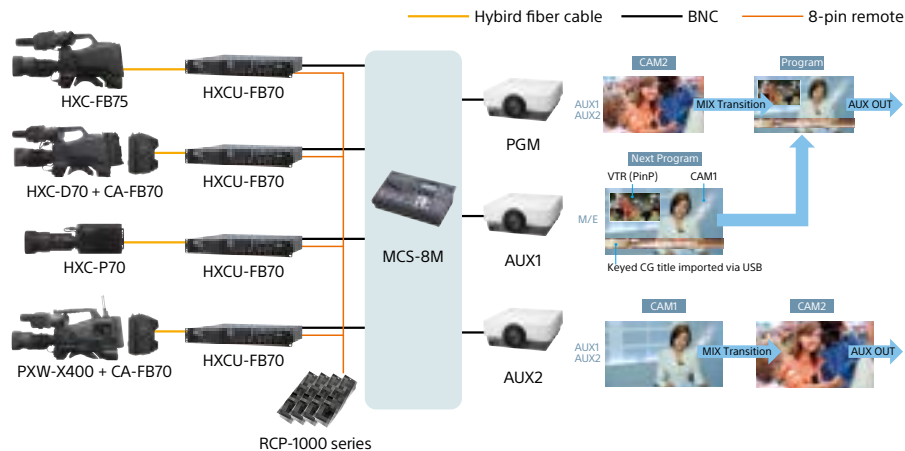 Hybird fiber cable
BNC
8-pin remote
HXC-FB75
HXCU-FB70
HXC-D70 + CA-FB70
HXCU-FB70
HXC-P70
HXCU-FB70
PXW-X400 + CA-FB70
HXCU-FB70
RCP-1000 series
MCS-8M
PGM
AUX1
AUX2
CAM2
Program
AUX1
AUX2
MIX Transition
AUX OUT
Next Program
VTR (PinP)
CAM1
M/E
Keyed CG title imported via USB
CAM1
CAM2
AUX1
AUX2
MIX Transition
AUX OUT